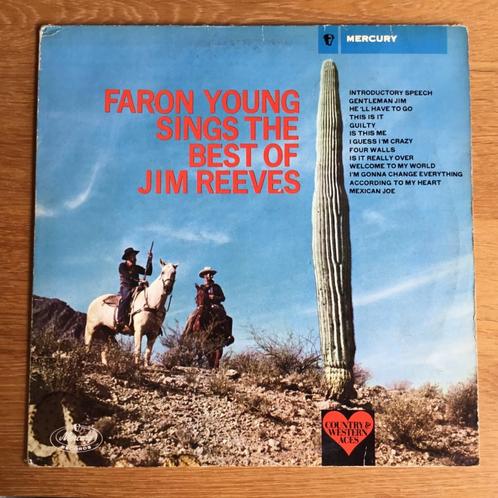 MERCURY
FARON YOUNG
SINGS THE
BEST OF
JIM REEVES
INTRODUCTORY SPEECH
GENTLEMAN JIM
HE'LL HAVE TO GO
THIS IS IT
GUILTY
IS THIS ME
I GUESS I'M CRAZY
FOUR WALLS
IS IT REALLY OVER
WELCOME TO MY WORLD
I'M GONNA CHANGE EVERYTHING
ACCORDING TO MY HEART
MEXICAN JOE
COUNTRY &
WESTERN
ACES
Mercury
RECORDS